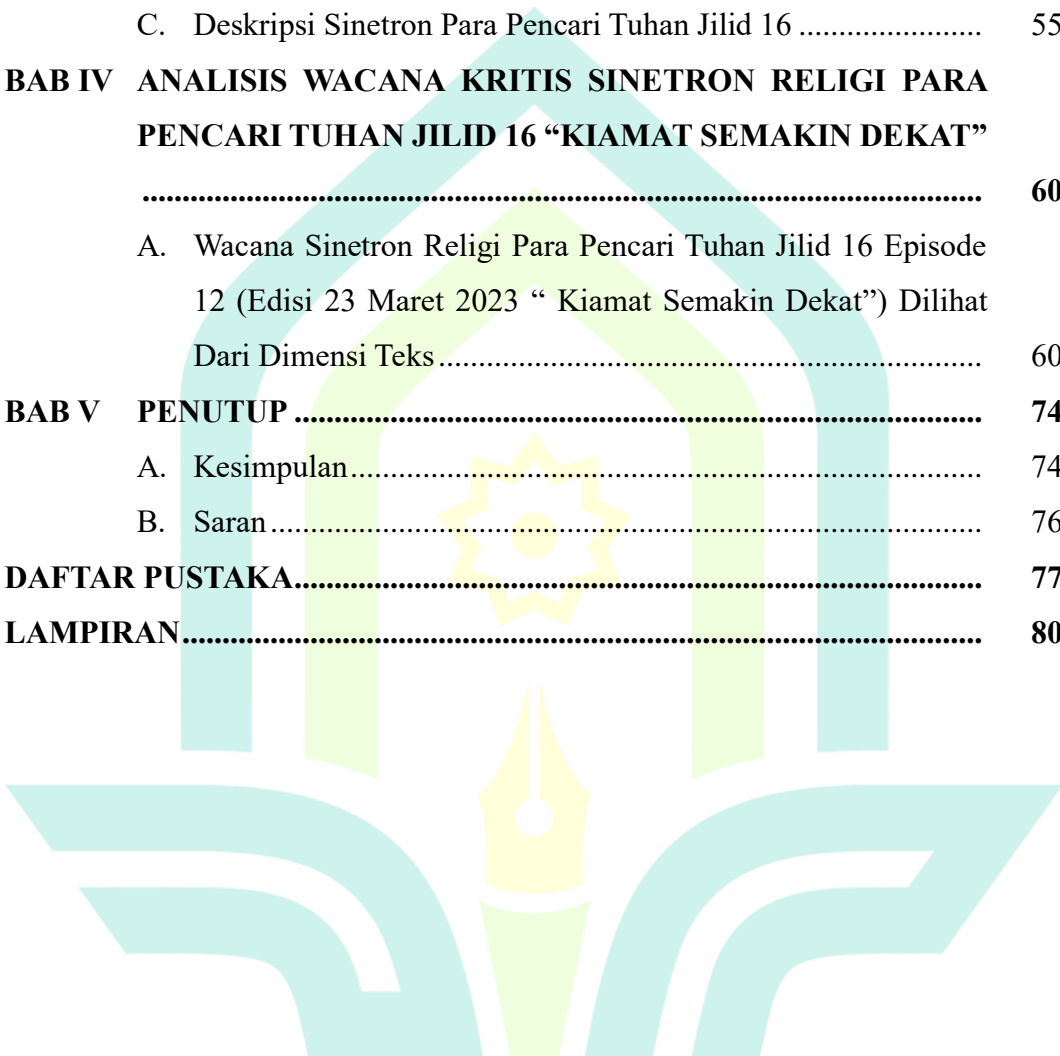 C. Deskripsi Sinetron Para Pencari Tuhan Jilid 16 ....................... 55
BAB IV ANALISIS WACANA KRITIS SINETRON RELIGI PARA
PENCARI TUHAN JILID 16 “KIAMAT SEMAKIN DEKAT”
......................................................................................................... 60
A. Wacana Sinetron Religi Para Pencari Tuhan Jilid 16 Episode
12 (Edisi 23 Maret 2023 “ Kiamat Semakin Dekat”) Dilihat
Dari Dimensi Teks .................................................................... 60
BAB V PENUTUP ...................................................................................... 74
A. Kesimpulan ............................................................................... 74
B. Saran ......................................................................................... 76
DAFTAR PUSTAKA ...................................................................................... 77
LAMPIRAN .................................................................................................... 80